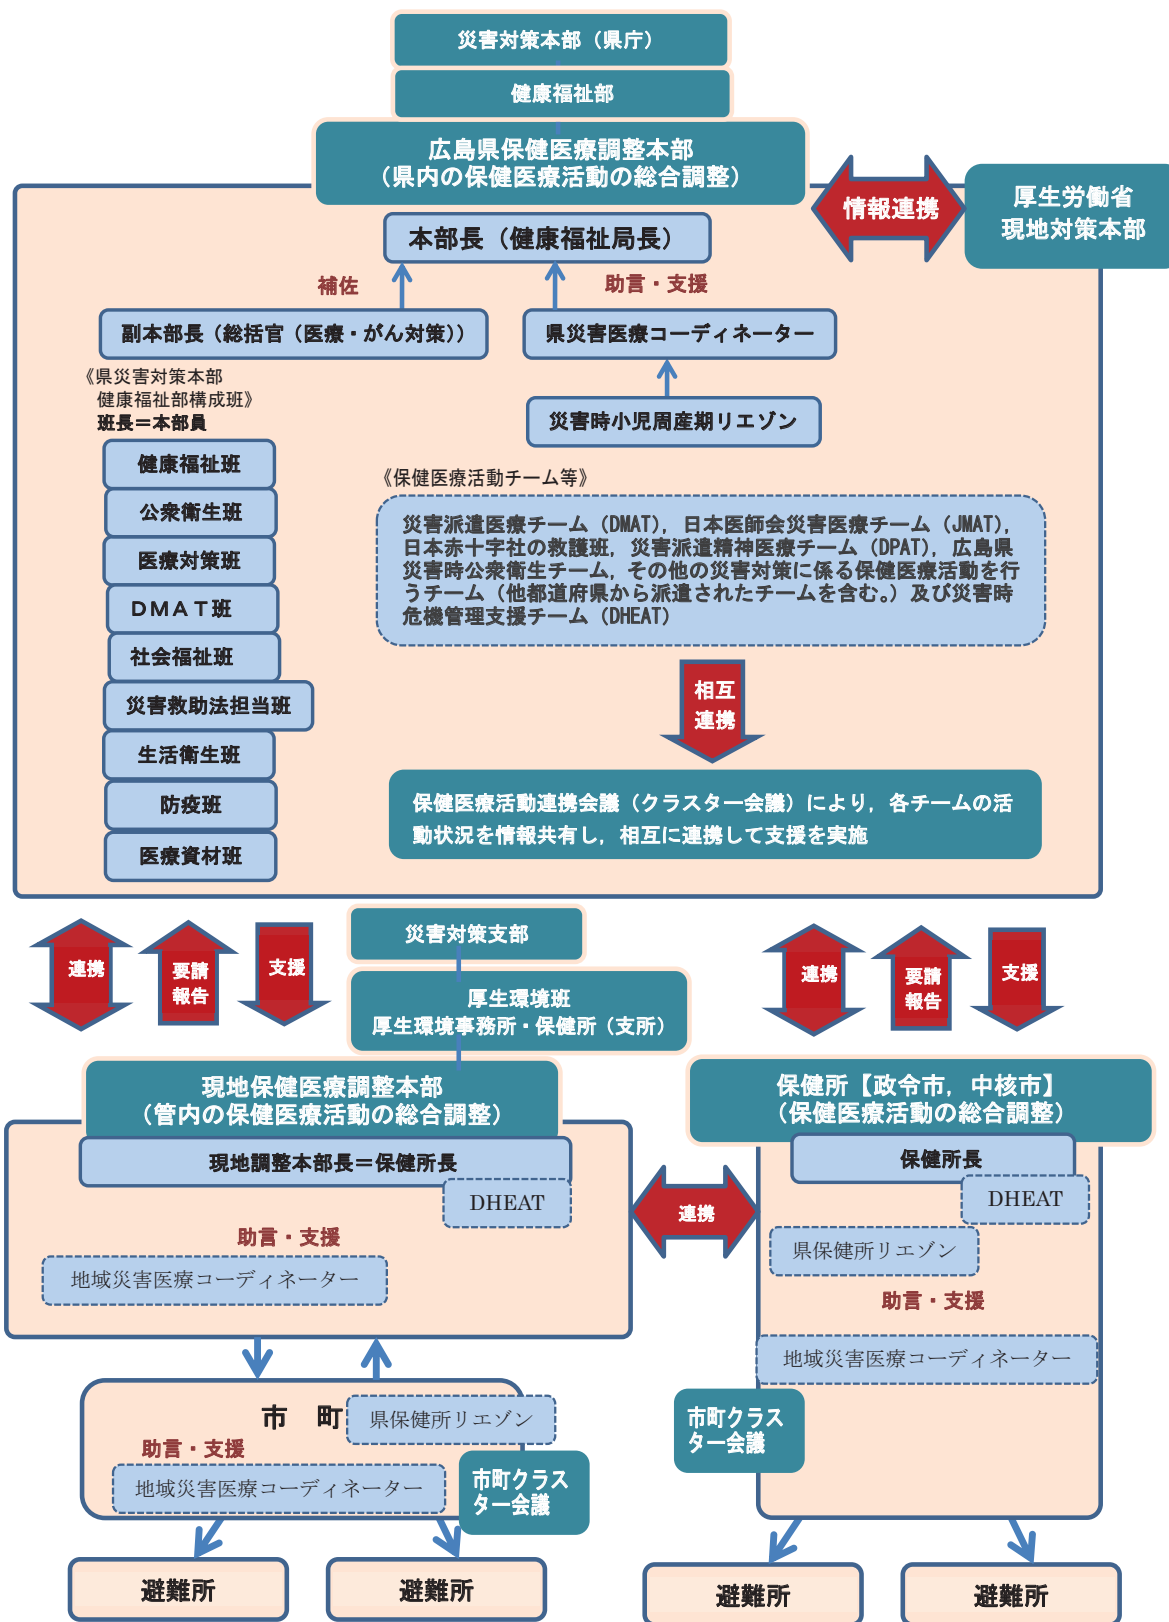 災害対策本部（県庁）
健康福祉部
広島県保健医療調整本部
（県内の保健医療活動の総合調整）
情報連携
厚生労働省
現地対策本部
本部長（健康福祉局長）
補佐
助言・支援
副本部長（総括官（医療・がん対策））
県災害医療コーディネーター
《県災害対策本部
健康福祉部構成班》
班長＝本部員
災害時小児周産期リエゾン
健康福祉班
公衆衛生班
医療対策班
ＤＭＡＴ班
社会福祉班
災害救助法担当班
生活衛生班
防疫班
医療資材班
《保健医療活動チーム等》
災害派遣医療チーム（DMAT），日本医師会災害医療チーム（JMAT），
日本赤十字社の救護班，災害派遣精神医療チーム（DPAT），広島県
災害時公衆衛生チーム，その他の災害対策に係る保健医療活動を行
うチーム（他都道府県から派遣されたチームを含む。）及び災害時
危機管理支援チーム（DHEAT）
相互
連携
保健医療活動連携会議（クラスター会議）により，各チームの活
動状況を情報共有し，相互に連携して支援を実施
連携
要請
報告
支援
災害対策支部
厚生環境班
厚生環境事務所・保健所（支所）
連携
要請
報告
支援
現地保健医療調整本部
（管内の保健医療活動の総合調整）
現地調整本部長＝保健所長
DHEAT
助言・支援
地域災害医療コーディネーター
連携
保健所【政令市，中核市】
（保健医療活動の総合調整）
保健所長
DHEAT
県保健所リエゾン
助言・支援
地域災害医療コーディネーター
市町クラス
ター会議
市　町
県保健所リエゾン
助言・支援
地域災害医療コーディネーター
市町クラス
ター会議
避難所
避難所
避難所
避難所